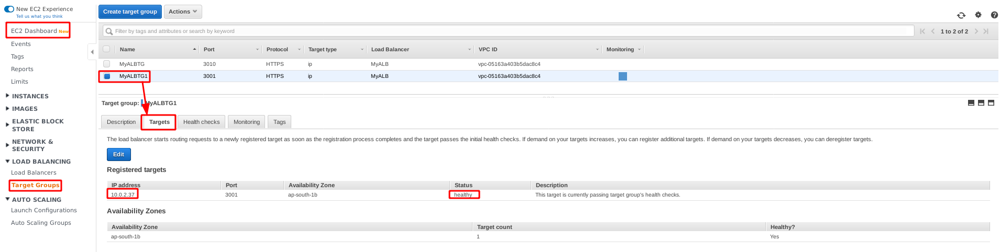 New EC2 Experience
Tell us what you think
EC2 Dashboard New
Events
Tags
Reports
Limits
INSTANCES
IMAGES
ELASTIC BLOCK
STORE
NETWORK &
SECURITY
LOAD BALANCING
Load Balancers
Target Groups
AUTO SCALING
Launch Configurations
Auto Scaling Groups
Create target group Actions
Filter by tags and attributes or search by keyword 1 to 2 of 2
Name Port Protocol Target type Load Balancer VPC ID Monitoring
MyALBTG 3010 HTTPS ip MyALB vpc-05163a403b5dac8c4
MyALBTG1 3001 HTTPS ip MyALB vpc-05163a403b5dac8c4
Target group: MyALBTG1
Description Targets Health checks Monitoring Tags
The load balancer starts routing requests to a newly registered target as soon as the registration process completes and the target passes the initial health checks. If demand on your targets increases, you can register additional targets. If demand on your targets decreases, you can deregister targets.
Edit
Registered targets
IP address Port Availability Zone Status Description
10.0.2.37 3001 ap-south-1b healthy This target is currently passing target group's health checks.
Availability Zones
Availability Zone Target count Healthy?
ap-south-1b 1 Yes